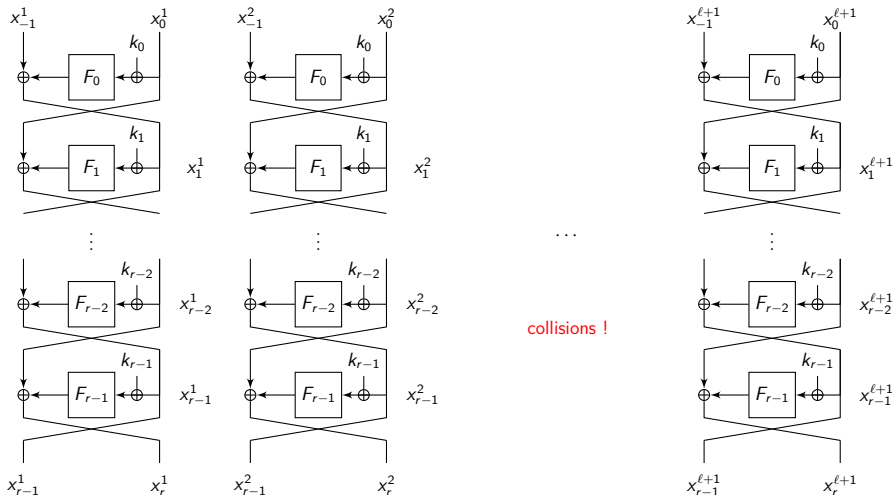 x_{-1}^1 x_0^1 x_{-1}^2 x_0^2 x_{-1}^{ℓ+1} x_0^{ℓ+1}
k_0 k_0 k_0
F_0 F_0 F_0
k_1 k_1 k_1
F_1 x_1^1 F_1 x_1^2 F_1 x_1^{ℓ+1}
⋮ ⋮ ⋯ ⋮
k_{r−2} k_{r−2} k_{r−2}
F_{r−2} x_{r−2}^1 F_{r−2} x_{r−2}^2 F_{r−2} x_{r−2}^{ℓ+1}
collisions !
k_{r−1} k_{r−1} k_{r−1}
F_{r−1} x_{r−1}^1 F_{r−1} x_{r−1}^2 F_{r−1} x_{r−1}^{ℓ+1}
x_{r−1}^1 x_r^1 x_{r−1}^2 x_r^2 x_{r−1}^{ℓ+1} x_r^{ℓ+1}